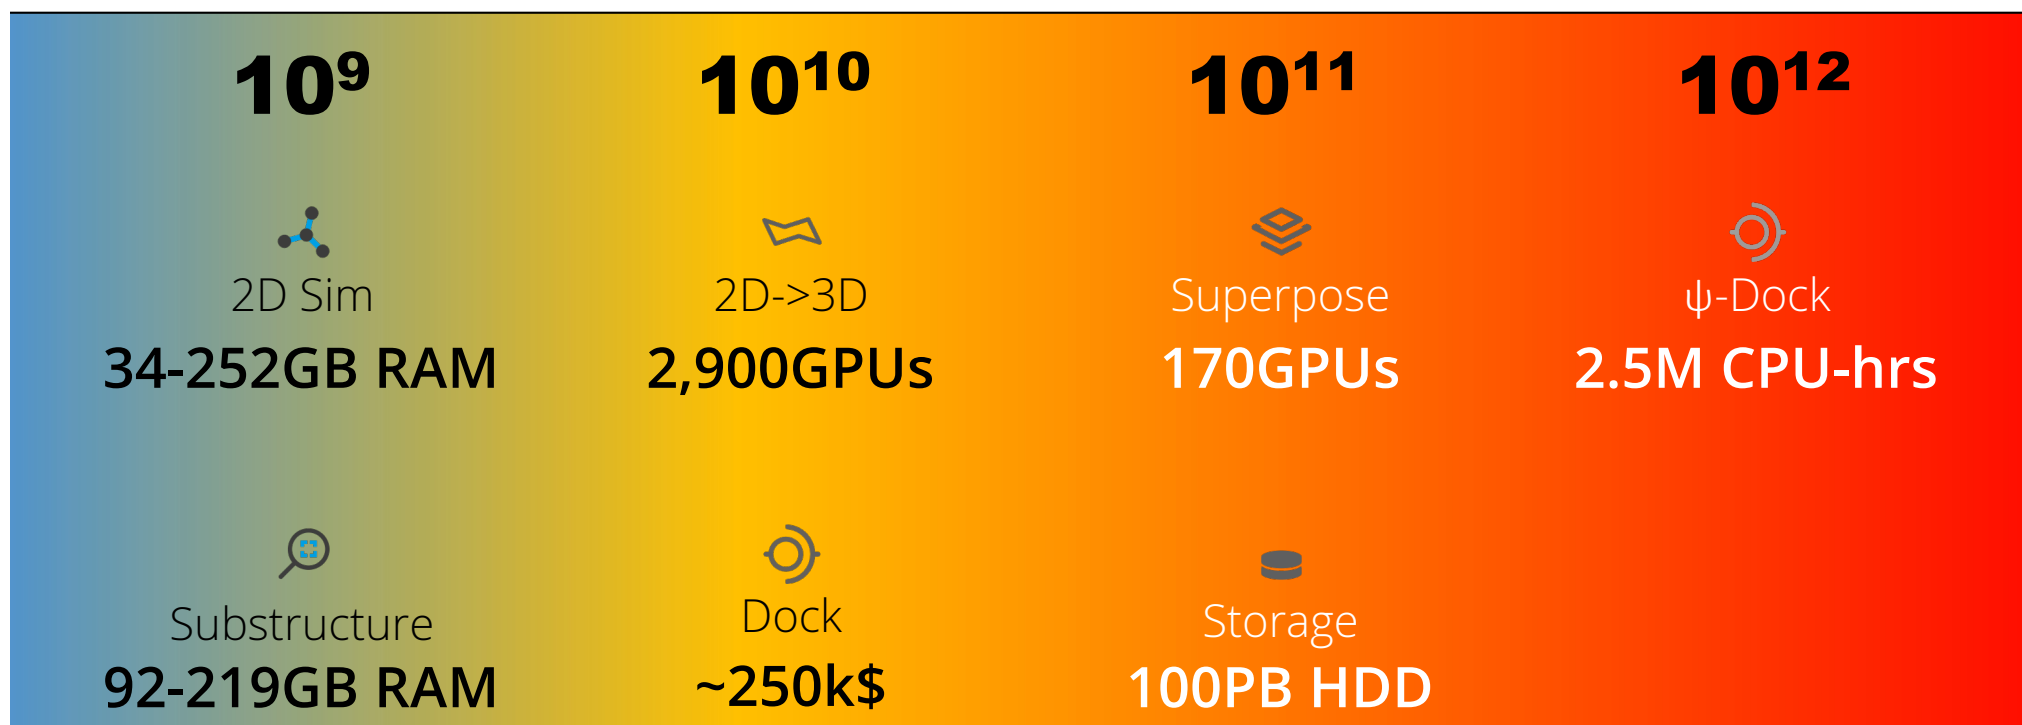 10⁹ 10¹⁰ 10¹¹ 10¹²
2D Sim 2D->3D Superpose ψ-Dock
34-252GB RAM 2,900GPUs 170GPUs 2.5M CPU-hrs
Substructure Dock Storage
92-219GB RAM ~250k$ 100PB HDD